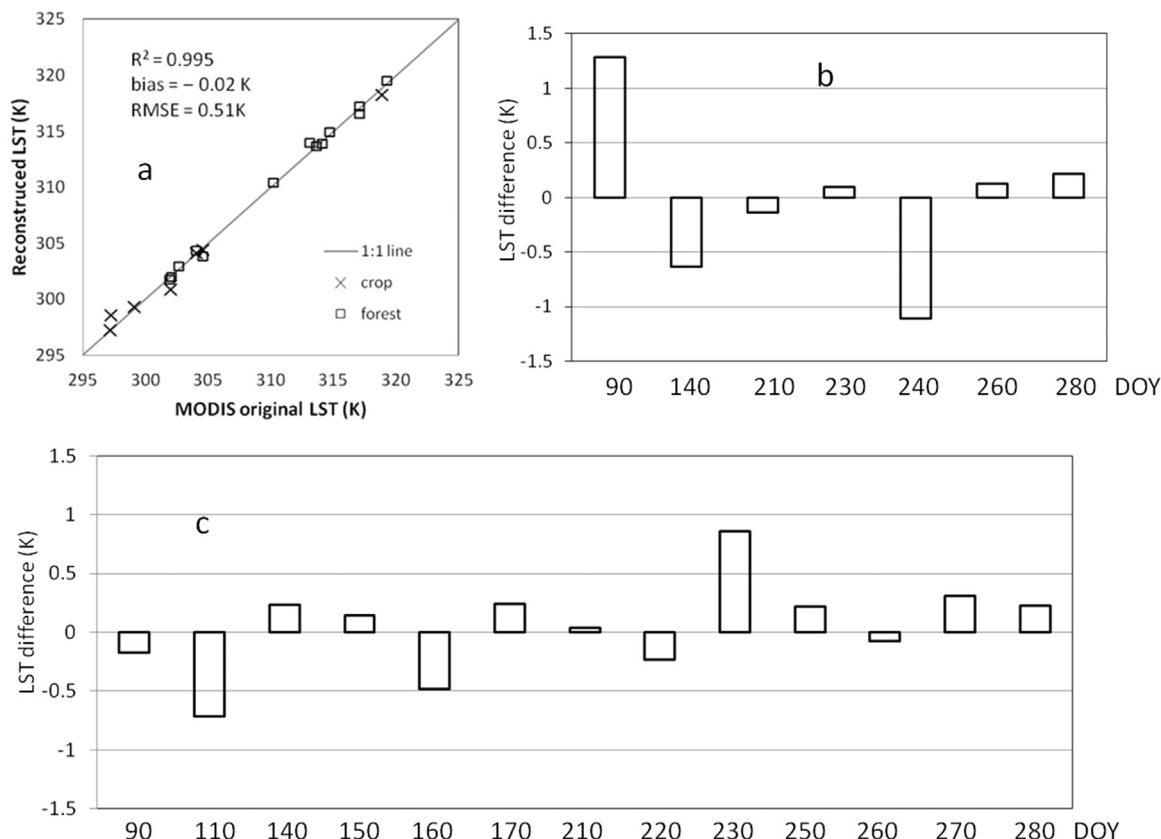 325
320
315
310
305
300
295
Reconstruced LST (K)
R² = 0.995
bias = − 0.02 K
RMSE = 0.51K
a
1:1 line
crop
forest
295 300 305 310 315 320 325
MODIS original LST (K)
1.5
1
0.5
0
-0.5
-1
-1.5
LST difference (K)
b
90 140 210 230 240 260 280 DOY
1.5
1
0.5
0
-0.5
-1
-1.5
LST difference (K)
c
90 110 140 150 160 170 210 220 230 250 260 270 280 DOY